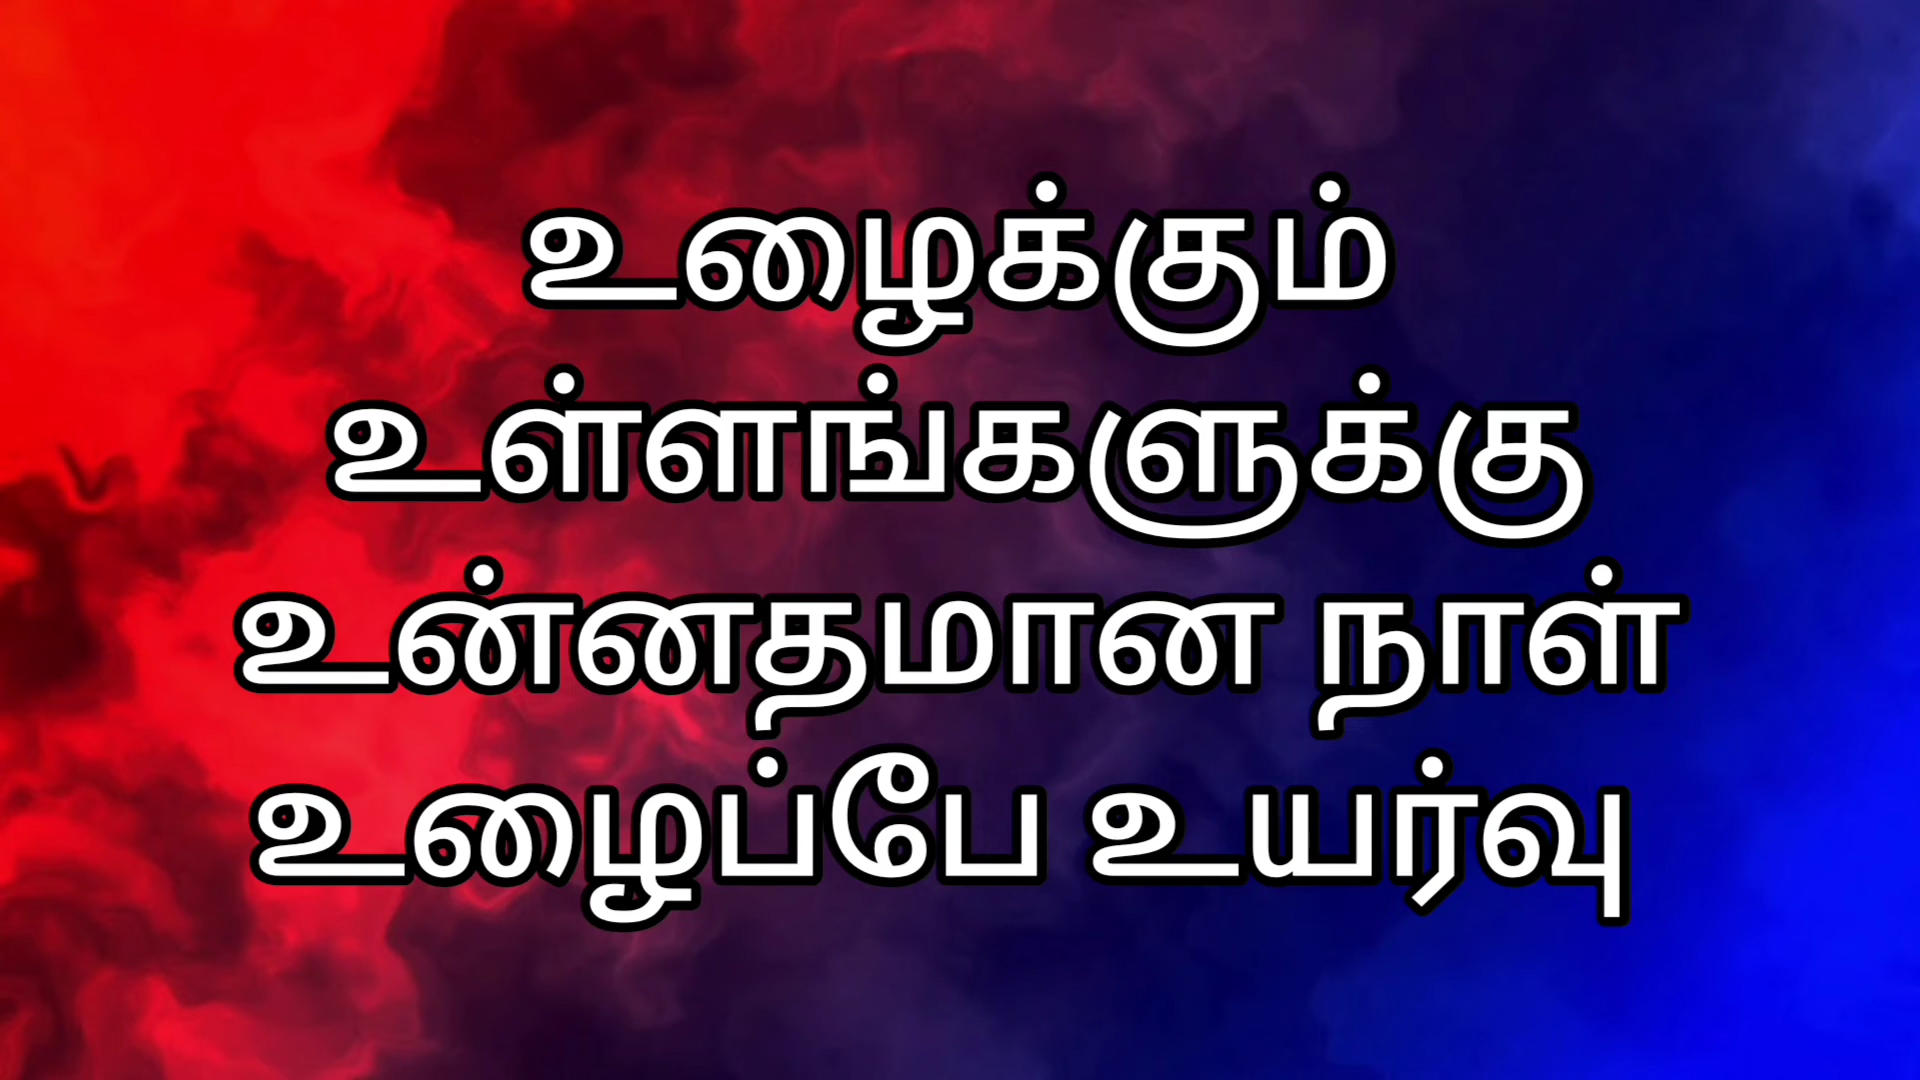 உழைக்கும்
உள்ளங்களுக்கு
உன்னதமான நாள்
உழைப்பே உயர்வு